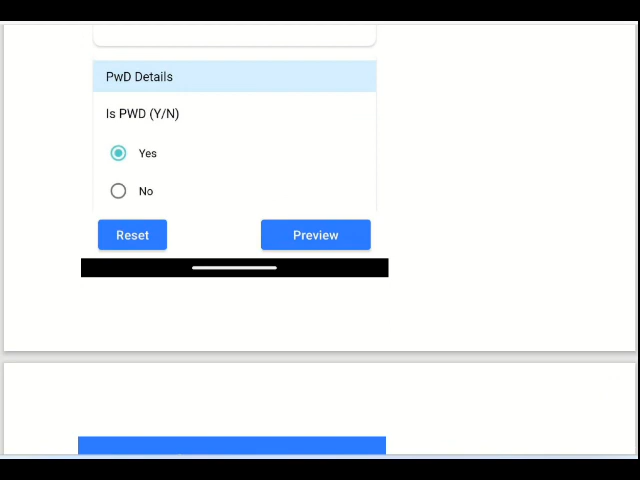 PwD Details
Is PWD (Y/N)
Yes
No
Reset
Preview